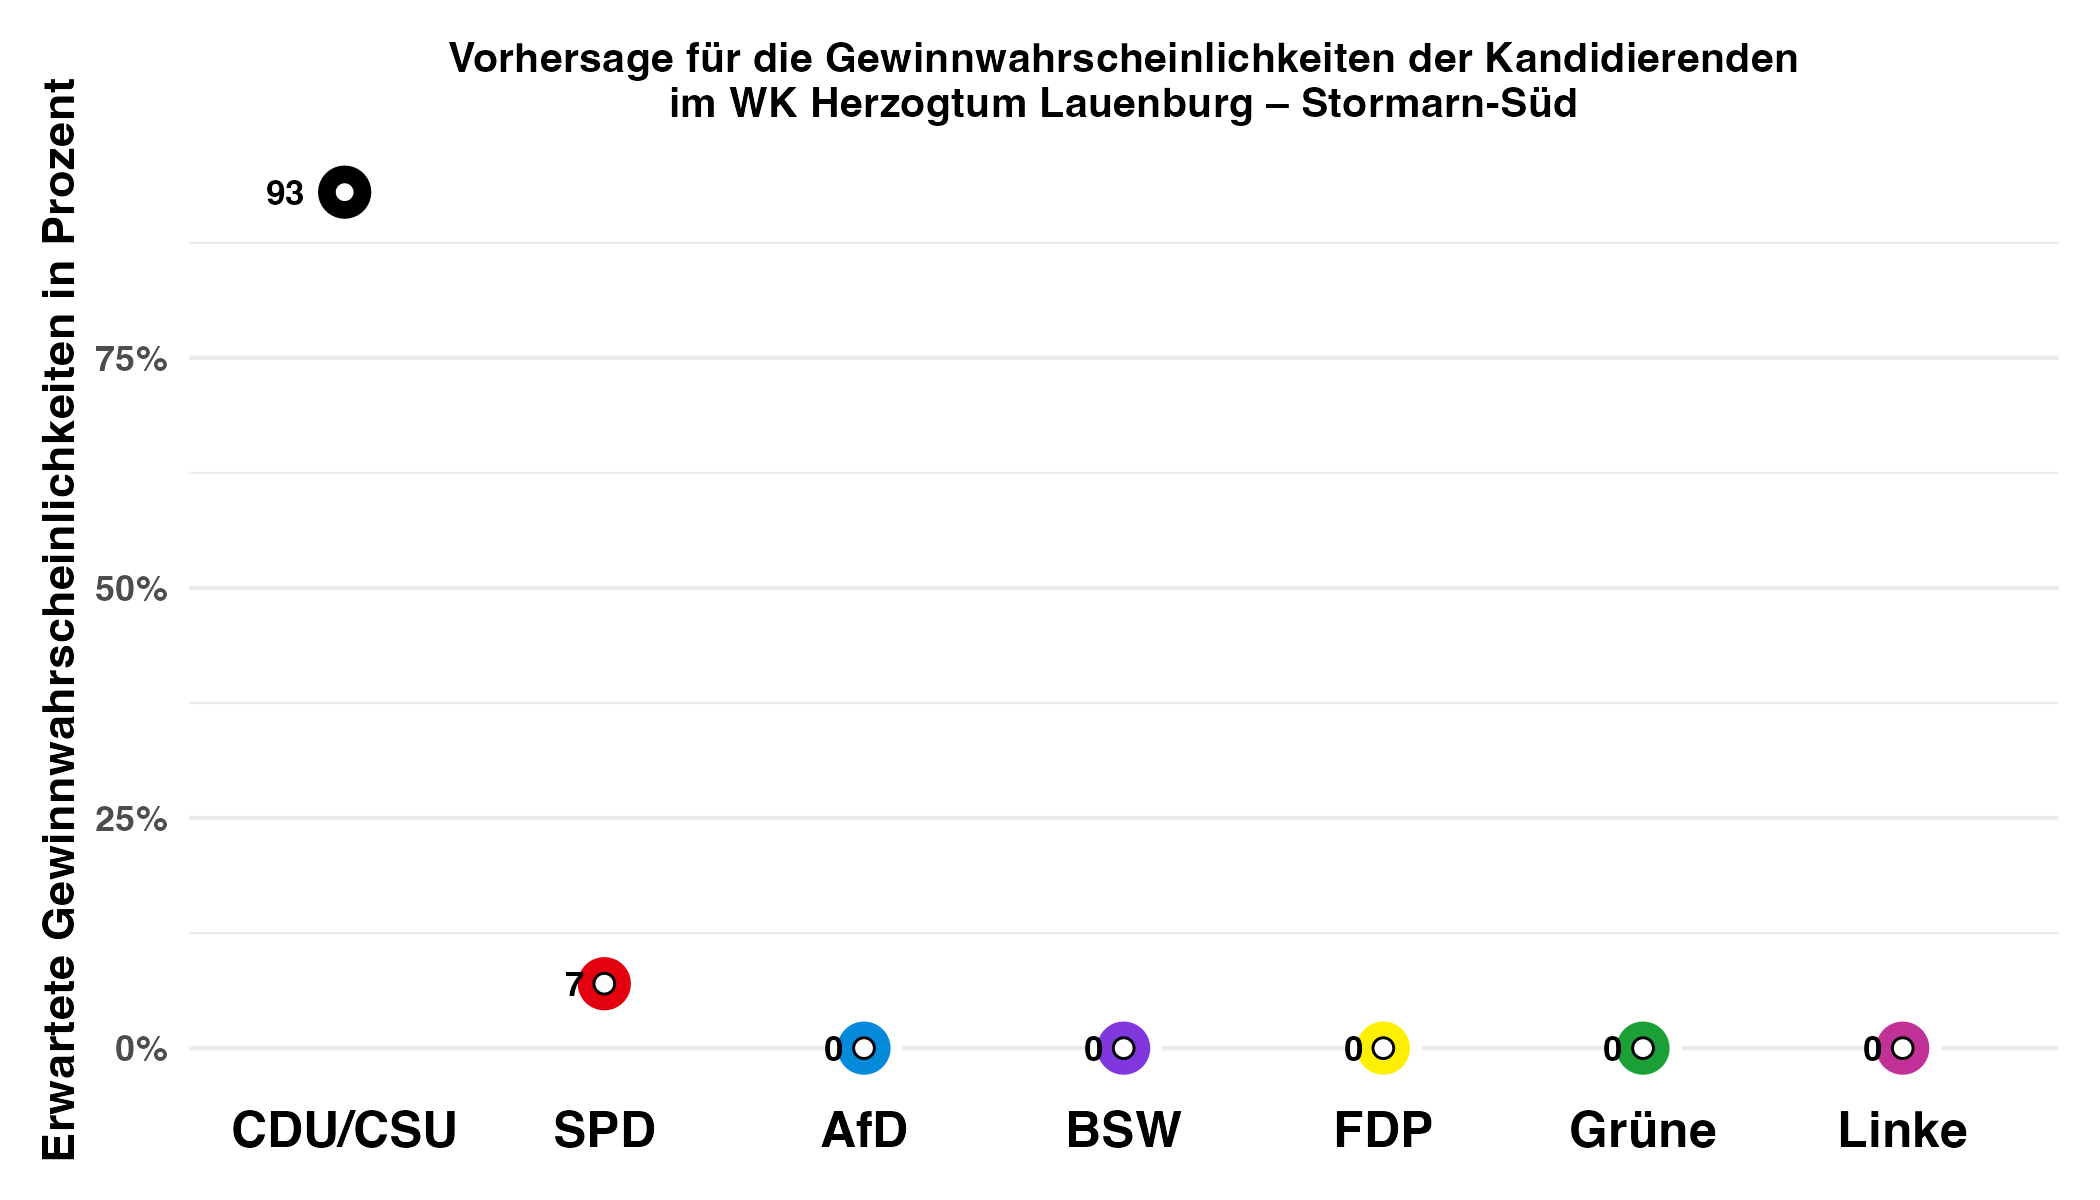 Vorhersage für die Gewinnwahrscheinlichkeiten der Kandidierenden
im WK Herzogtum Lauenburg – Stormarn-Süd
Erwartete Gewinnwahrscheinlichkeiten in Prozent
93
75%
50%
25%
7
0%
0
0
0
0
0
CDU/CSU
SPD
AfD
BSW
FDP
Grüne
Linke